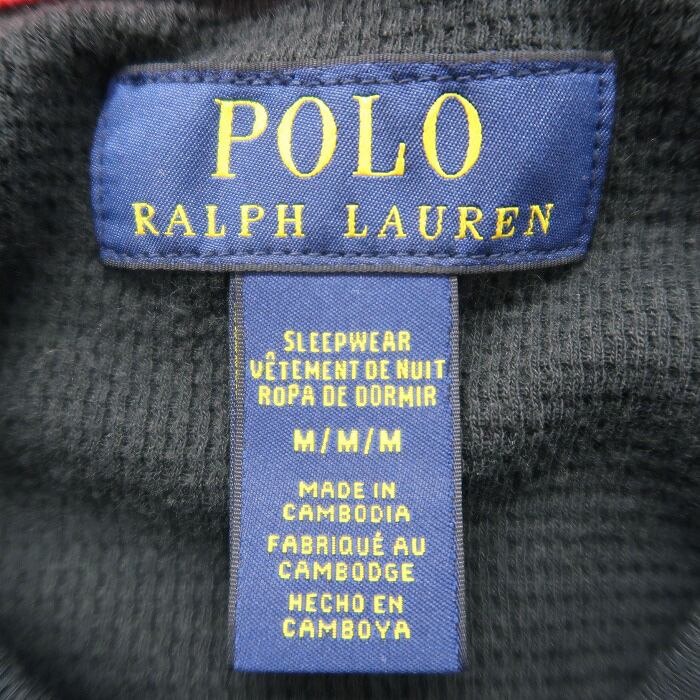 POLO
RALPH LAUREN
SLEEPWEAR
VÊTEMENT DE NUIT
ROPA DE DORMIR
M/M/M
MADE IN
CAMBODIA
FABRIQUÉ AU
CAMBODGE
HECHO EN
CAMBOYA